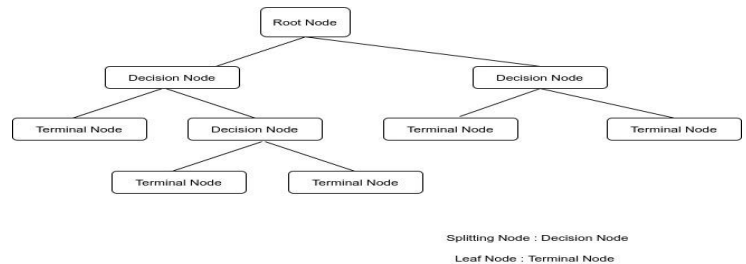 Root Node
Decision Node
Decision Node
Terminal Node
Decision Node
Terminal Node
Terminal Node
Terminal Node
Terminal Node
Splitting Node : Decision Node
Leaf Node : Terminal Node